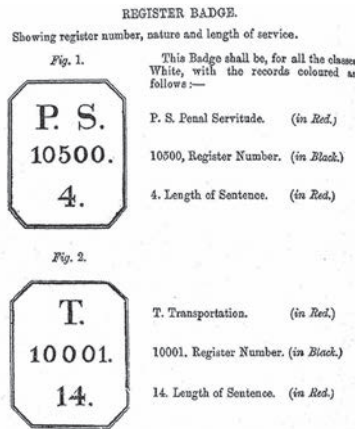 REGISTER BADGE.
Showing register number, nature and length of service.
Fig. 1.
This Badge shall be, for all the classes
White, with the records coloured as
follows :—
P. S.
10500.
4.
P. S. Penal Servitude. (in Red.)
10500, Register Number. (in Black.)
4. Length of Sentence. (in Red.)
Fig. 2.
T.
10001.
14.
T. Transportation. (in Red.)
10001. Register Number. (in Black.)
14. Length of Sentence. (in Red.)